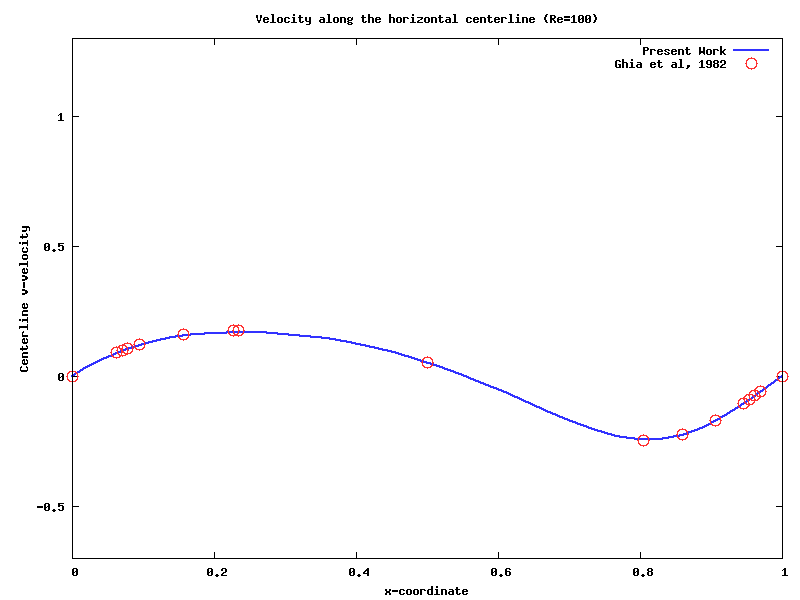 Velocity along the horizontal centerline (Re=100)
Present Work
Ghia et al, 1982
1
0.5
0
-0.5
Centerline v-velocity
0 0.2 0.4 0.6 0.8 1
x-coordinate